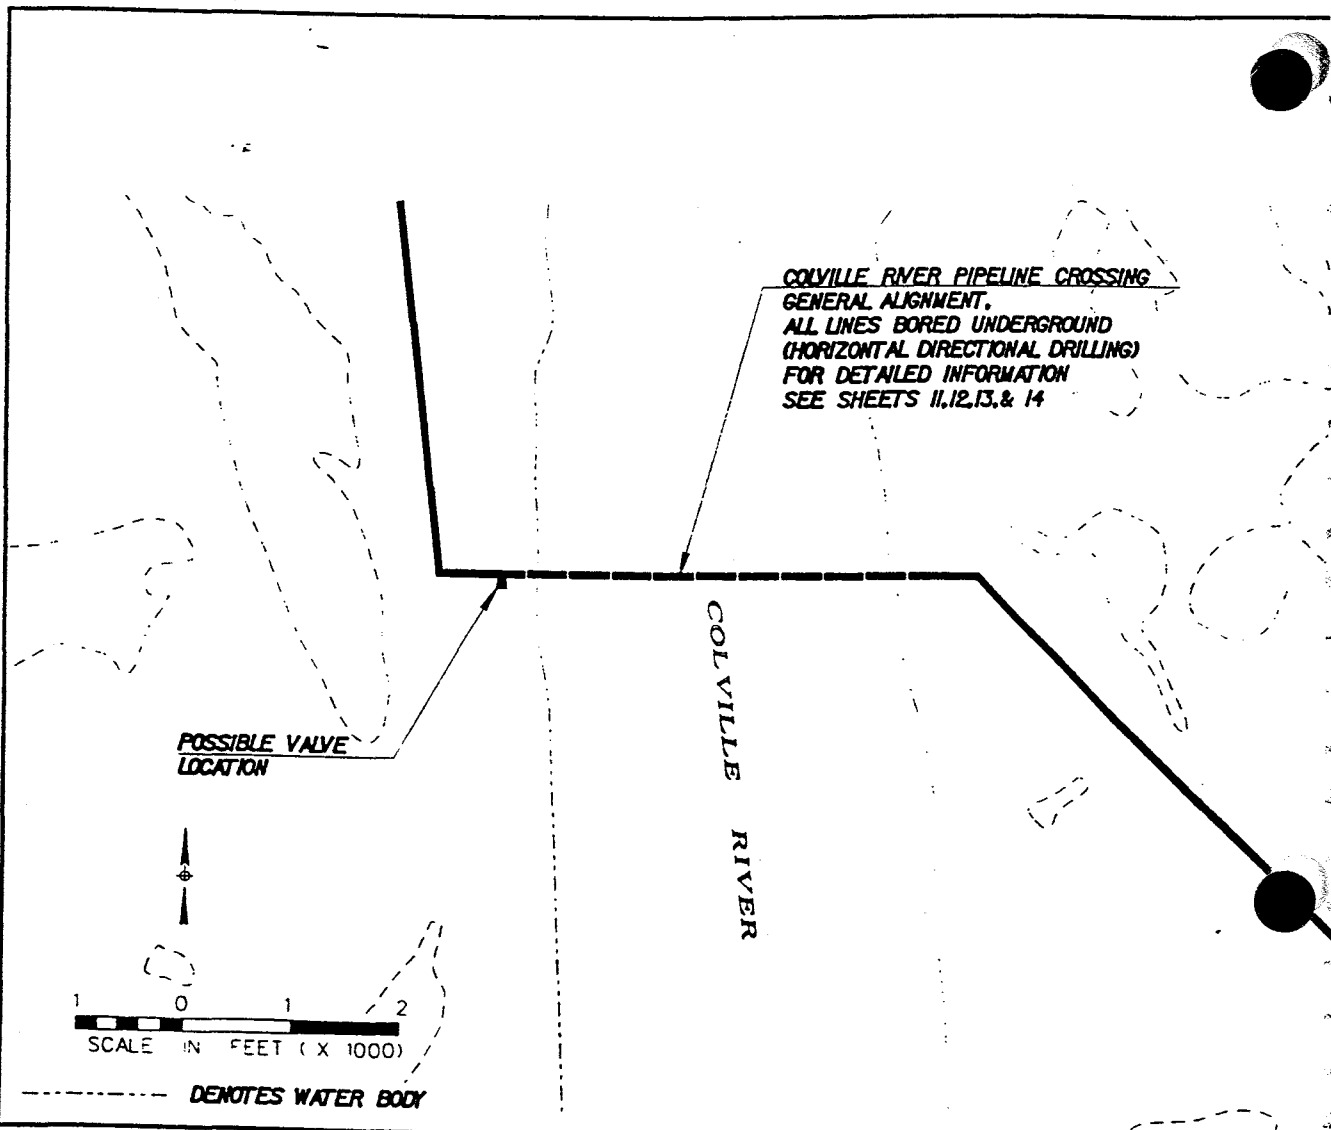 COLVILLE RIVER PIPELINE CROSSING
GENERAL ALIGNMENT.
ALL LINES BORED UNDERGROUND
(HORIZONTAL DIRECTIONAL DRILLING)
FOR DETAILED INFORMATION
SEE SHEETS 11,12,13,& 14
COLVILLE RIVER
POSSIBLE VALVE
LOCATION
1 0 1 2
SCALE IN FEET ( X 1000)
DENOTES WATER BODY